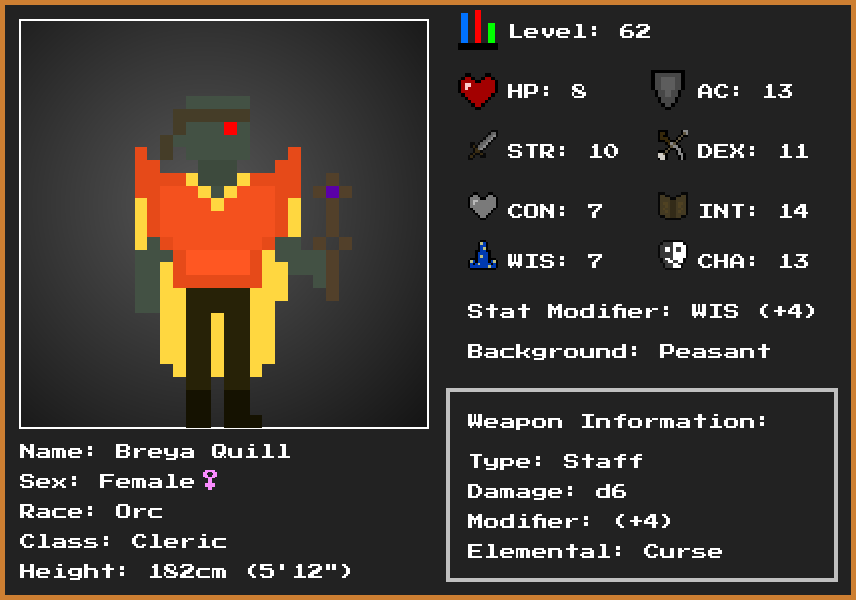 Level: 62
HP: 8
AC: 13
STR: 10
DEX: 11
CON: 7
INT: 14
WIS: 7
CHA: 13
Stat Modifier: WIS (+4)
Background: Peasant
Weapon Information:
Type: Staff
Damage: d6
Modifier: (+4)
Elemental: Curse
Name: Breya Quill
Sex: Female♀
Race: Orc
Class: Cleric
Height: 182cm (5'12")